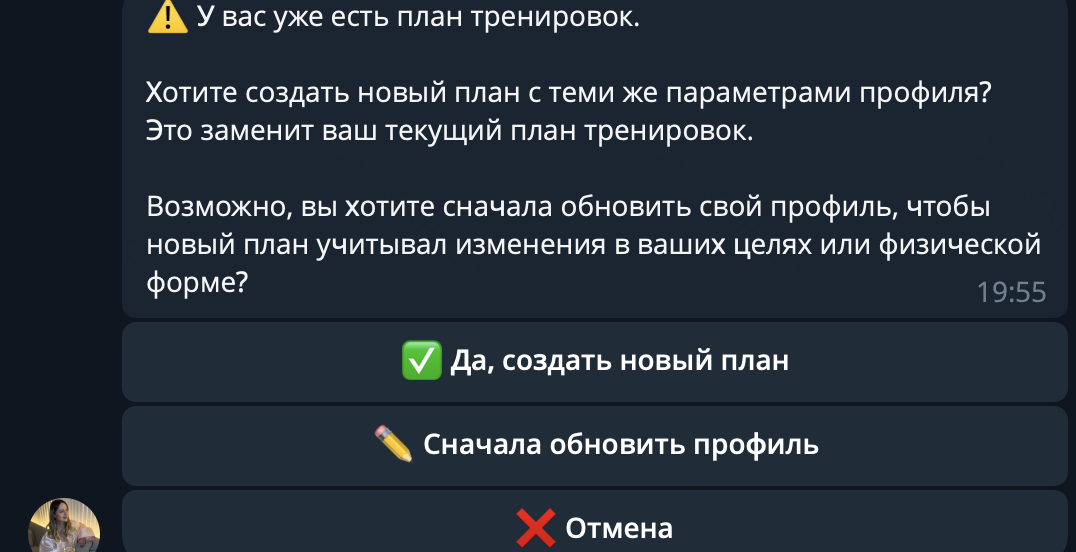 ⚠️ У вас уже есть план тренировок.
Хотите создать новый план с теми же параметрами профиля?
Это заменит ваш текущий план тренировок.
Возможно, вы хотите сначала обновить свой профиль, чтобы
новый план учитывал изменения в ваших целях или физической
форме?
19:55
✅ Да, создать новый план
✏️ Сначала обновить профиль
❌ Отмена